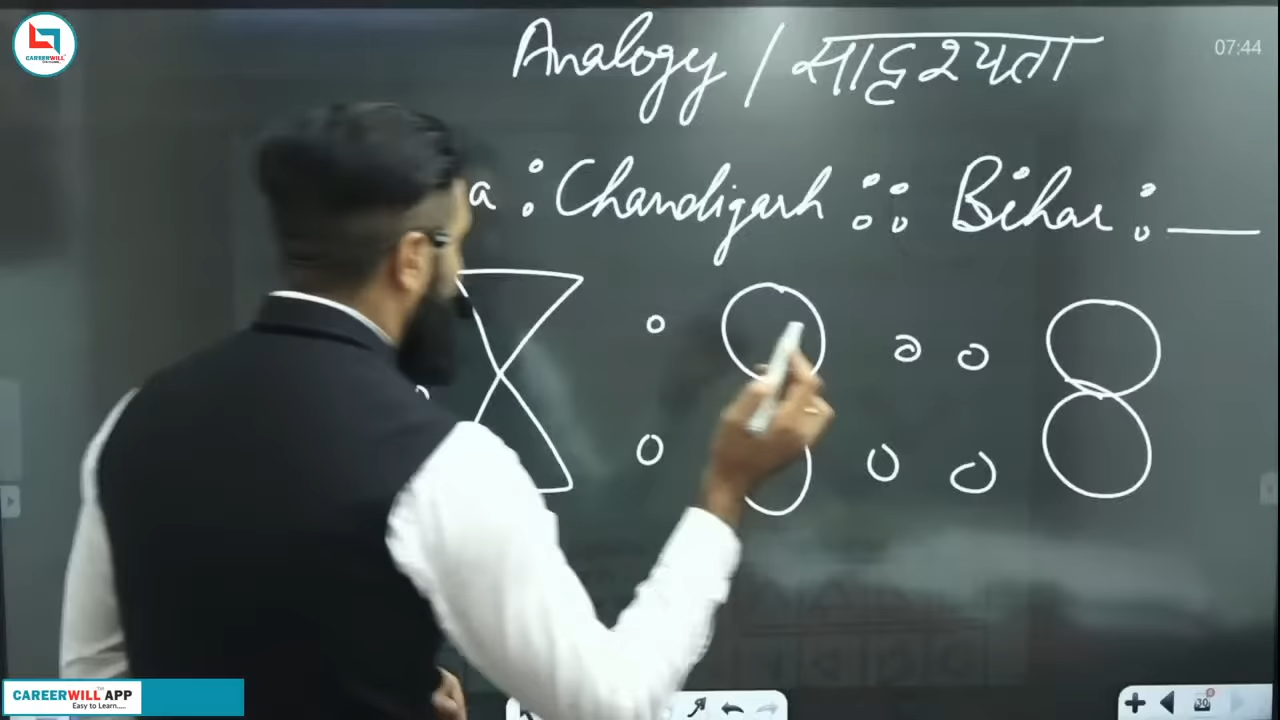 CAREERWILL
Analogy / सादृश्यता
07:44
a : Chandigarh :: Bihar : ___
CAREERWILL APP
Easy to Learn.....